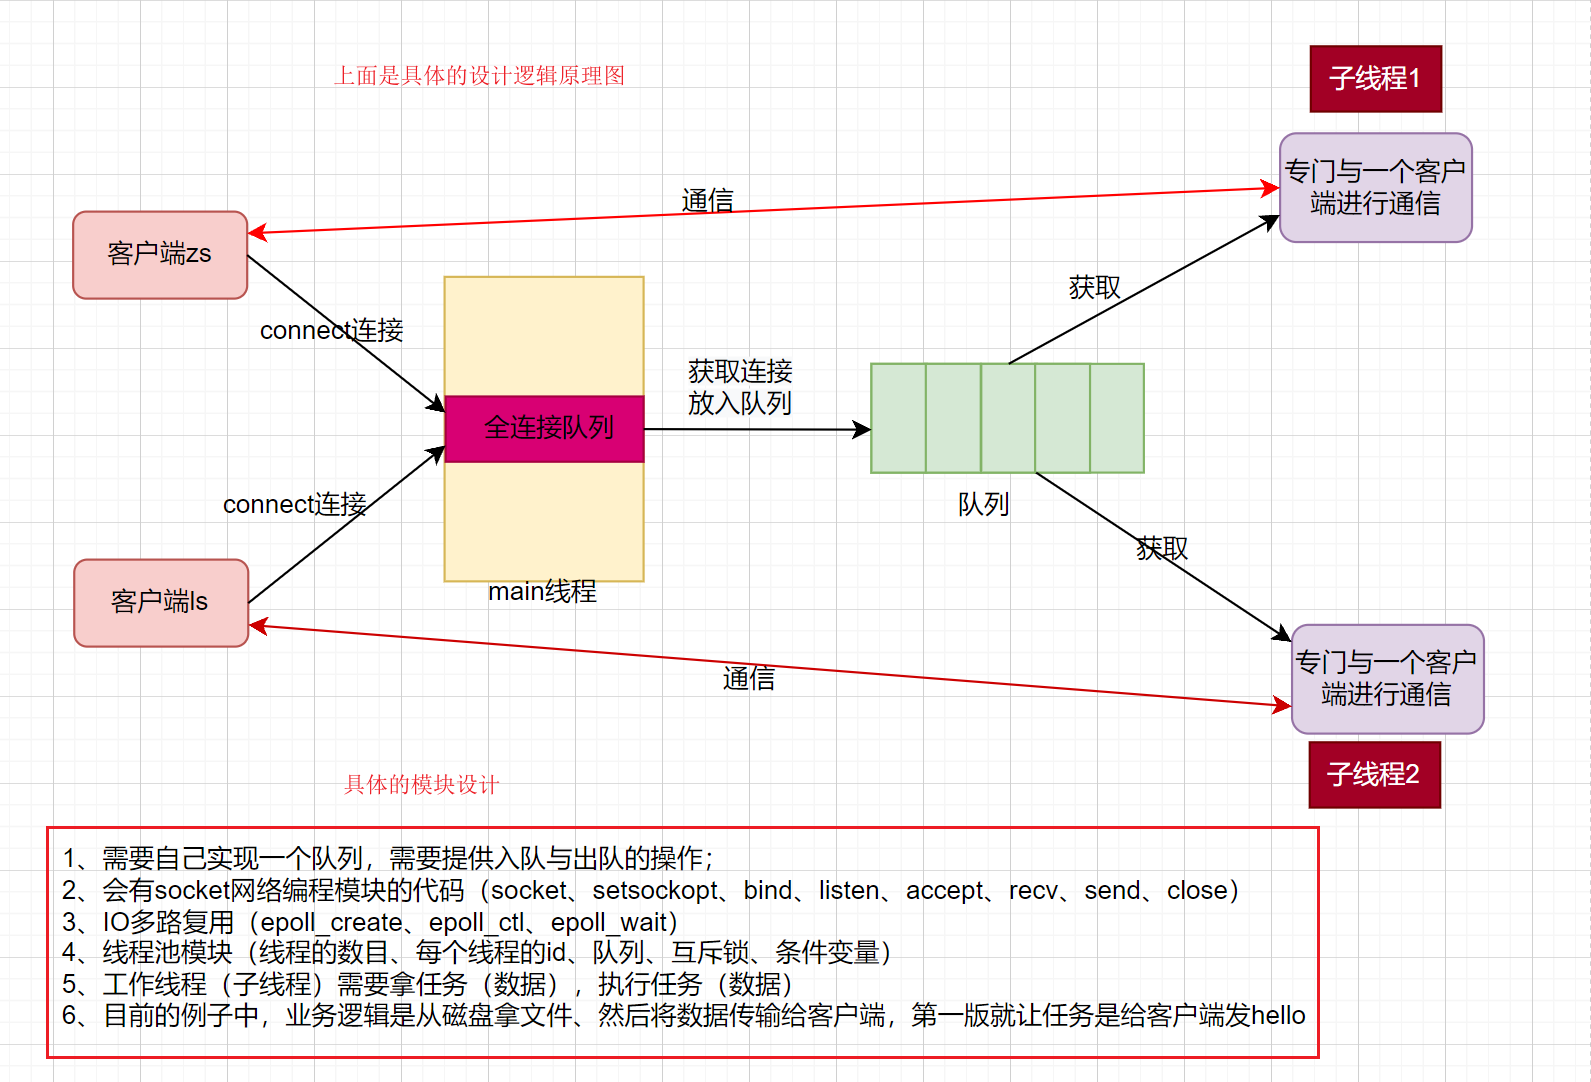 上面是具体的设计逻辑原理图
子线程1
专门与一个客户
端进行通信
通信
客户端zs
获取
connect连接
获取连接
放入队列
全连接队列
connect连接
队列
获取
main线程
客户端ls
通信
专门与一个客户
端进行通信
子线程2
具体的模块设计
1、需要自己实现一个队列，需要提供入队与出队的操作；
2、会有socket网络编程模块的代码（socket、setsockopt、bind、listen、accept、recv、send、close）
3、IO多路复用（epoll_create、epoll_ctl、epoll_wait）
4、线程池模块（线程的数目、每个线程的id、队列、互斥锁、条件变量）
5、工作线程（子线程）需要拿任务（数据），执行任务（数据）
6、目前的例子中，业务逻辑是从磁盘拿文件、然后将数据传输给客户端，第一版就让任务是给客户端发hello